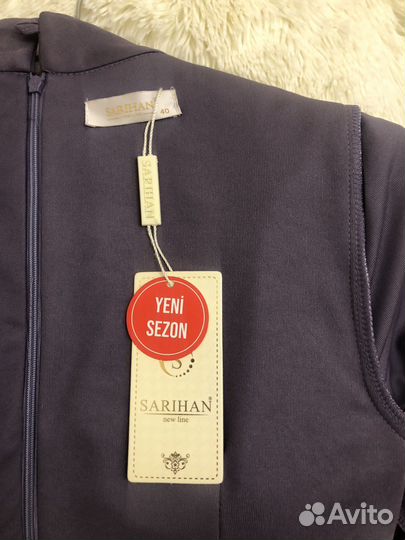 SARIHAN
40
SARIHAN
YENİ
SEZON
S
SARIHAN®
new line
Avito